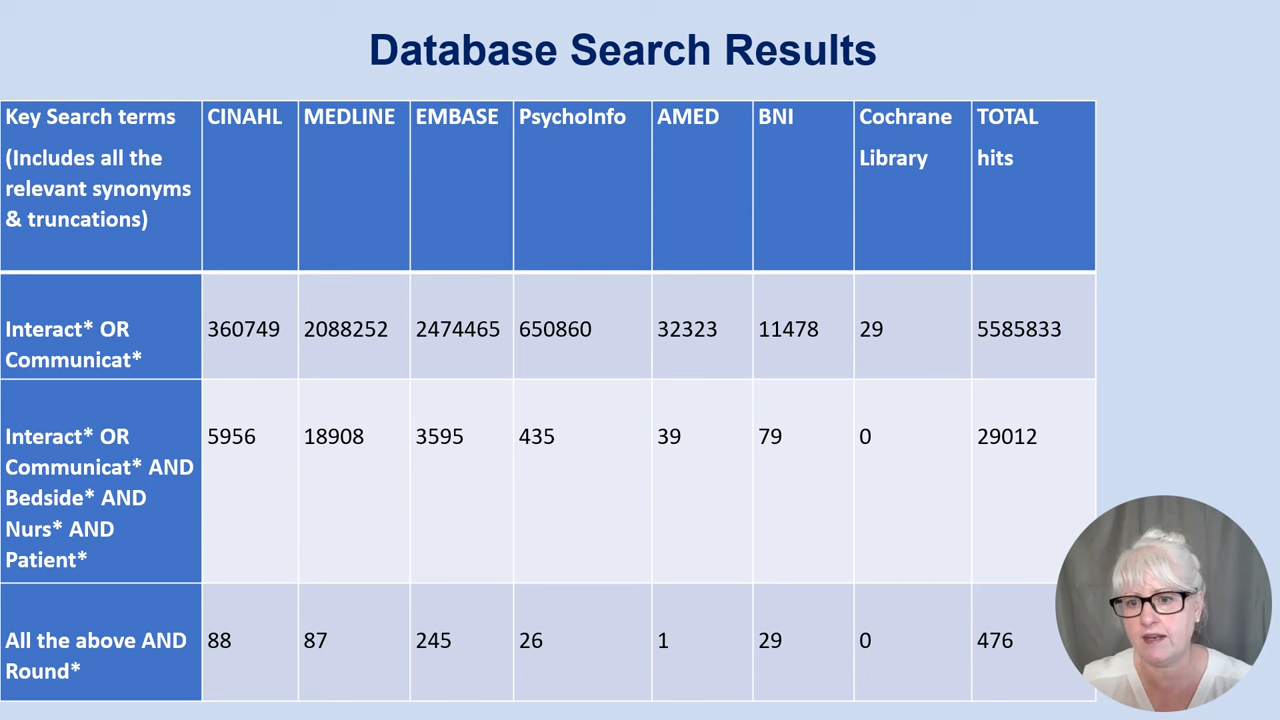 Database Search Results
Key Search terms
(Includes all the
relevant synonyms
& truncations)
CINAHL
MEDLINE
EMBASE
PsychoInfo
AMED
BNI
Cochrane
Library
TOTAL
hits
Interact* OR
Communicat*
360749
2088252
2474465
650860
32323
11478
29
5585833
Interact* OR
Communicat* AND
Bedside* AND
Nurs* AND
Patient*
5956
18908
3595
435
39
79
0
29012
All the above AND
Round*
88
87
245
26
1
29
0
476